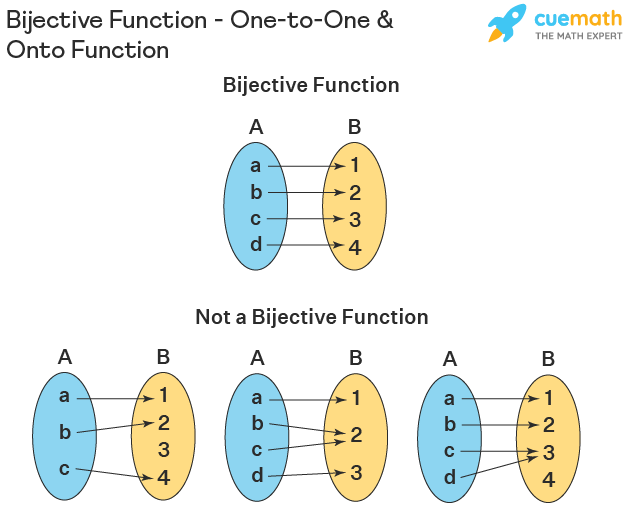 Bijective Function - One-to-One &
Onto Function
cuemath
THE MATH EXPERT
Bijective Function
A B
a 1
b 2
c 3
d 4
Not a Bijective Function
A B
a 1
b 2
3
c 4
A B
a 1
b 2
c
d 3
A B
a 1
b 2
c 3
d 4